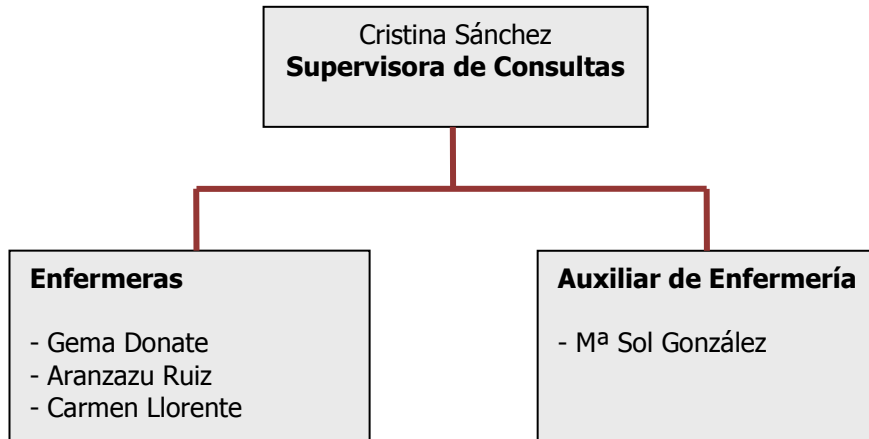 Cristina Sánchez
Supervisora de Consultas
Enfermeras
- Gema Donate
- Aranzazu Ruiz
- Carmen Llorente
Auxiliar de Enfermería
- Mª Sol González